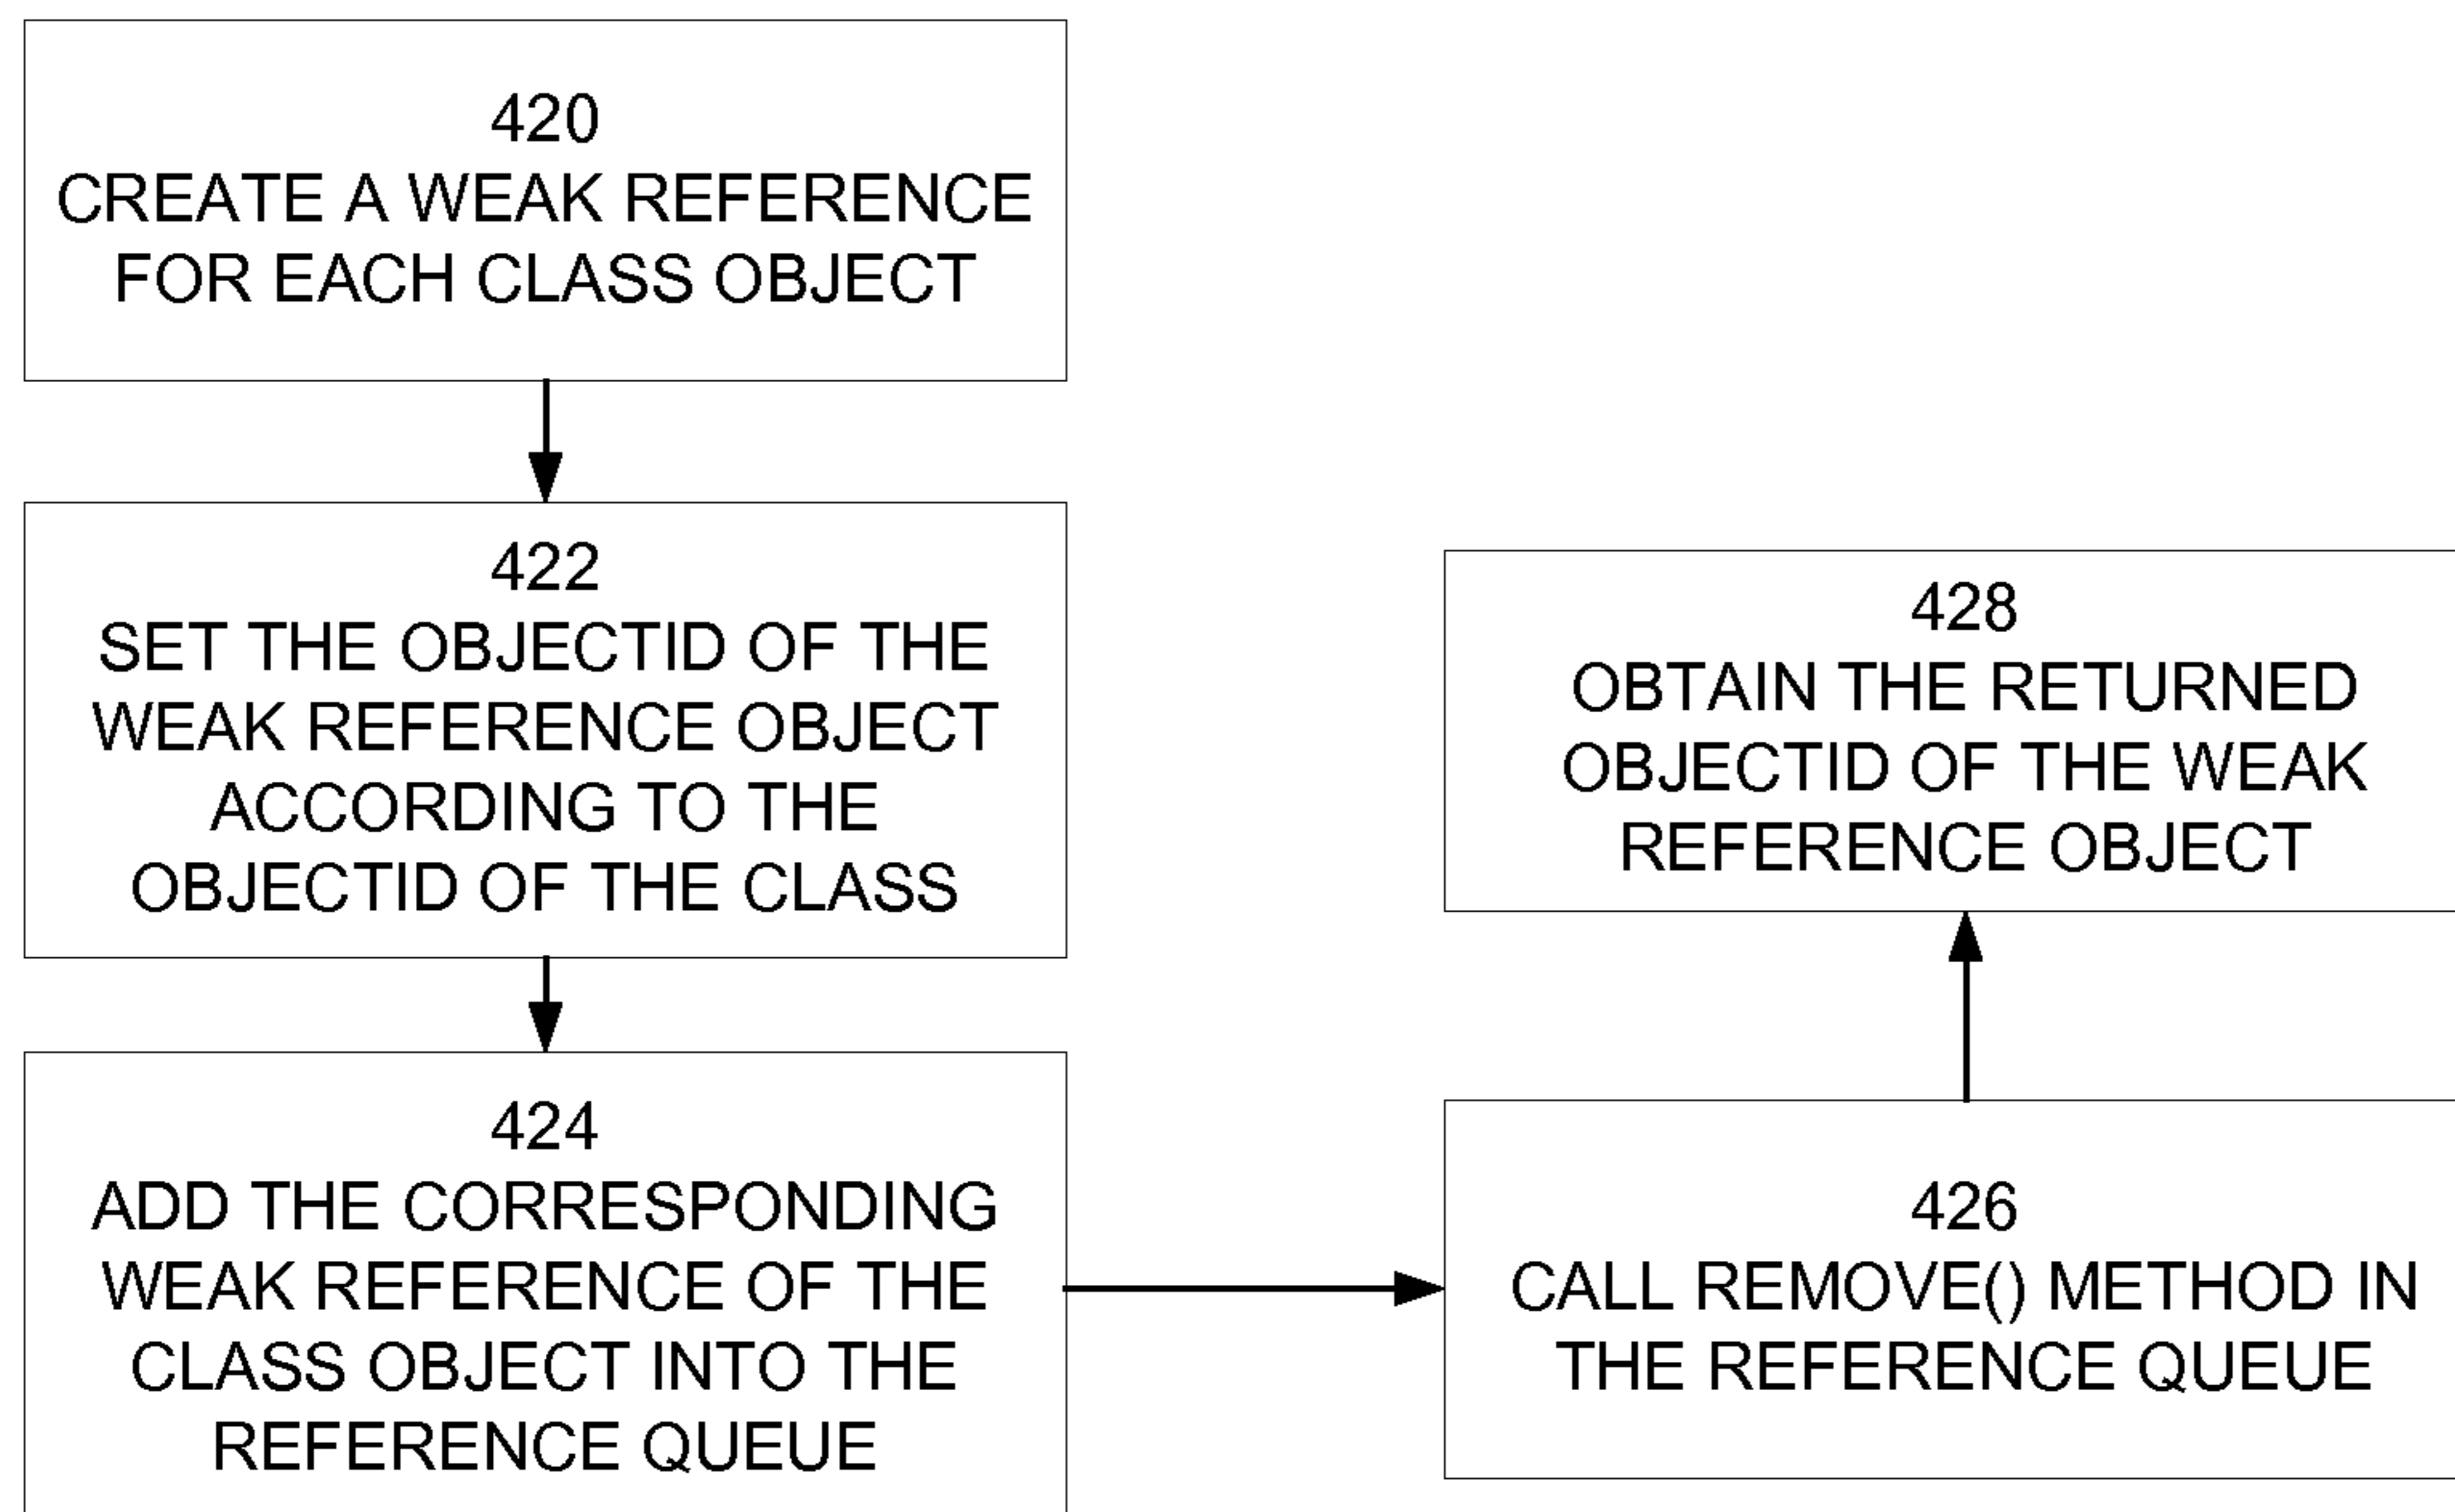 420
CREATE A WEAK REFERENCE
FOR EACH CLASS OBJECT
422
SET THE OBJECTID OF THE
WEAK REFERENCE OBJECT
ACCORDING TO THE
OBJECTID OF THE CLASS
424
ADD THE CORRESPONDING
WEAK REFERENCE OF THE
CLASS OBJECT INTO THE
REFERENCE QUEUE
426
CALL REMOVE() METHOD IN
THE REFERENCE QUEUE
428
OBTAIN THE RETURNED
OBJECTID OF THE WEAK
REFERENCE OBJECT